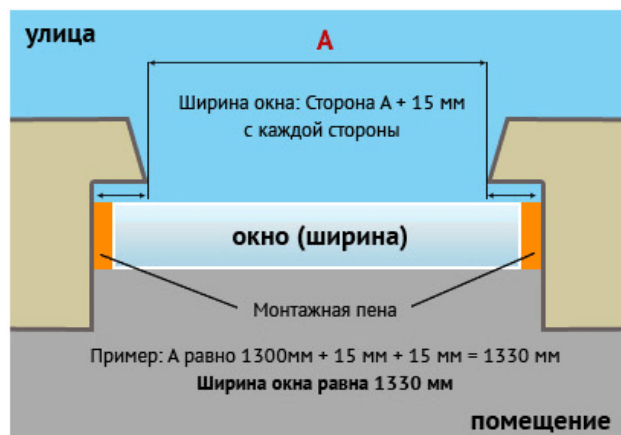 улица
А
Ширина окна: Сторона А + 15 мм
с каждой стороны
окно (ширина)
Монтажная пена
Пример: А равно 1300мм + 15 мм + 15 мм = 1330 мм
Ширина окна равна 1330 мм
помещение